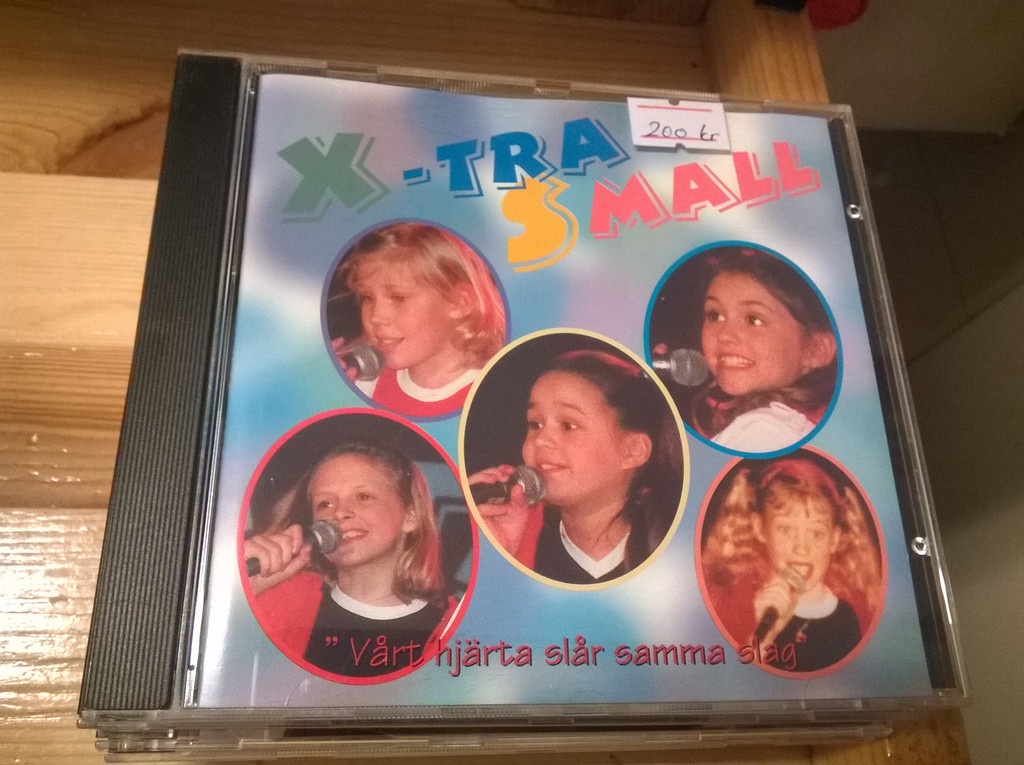 X-TRA
SMALL
200 kr
" Vårt hjärta slår samma slag"